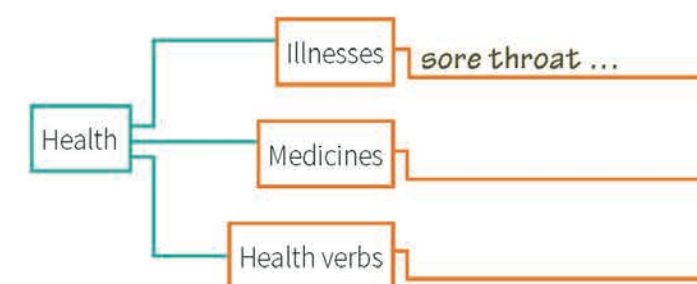 Illnesses
sore throat ...
Health
Medicines
Health verbs